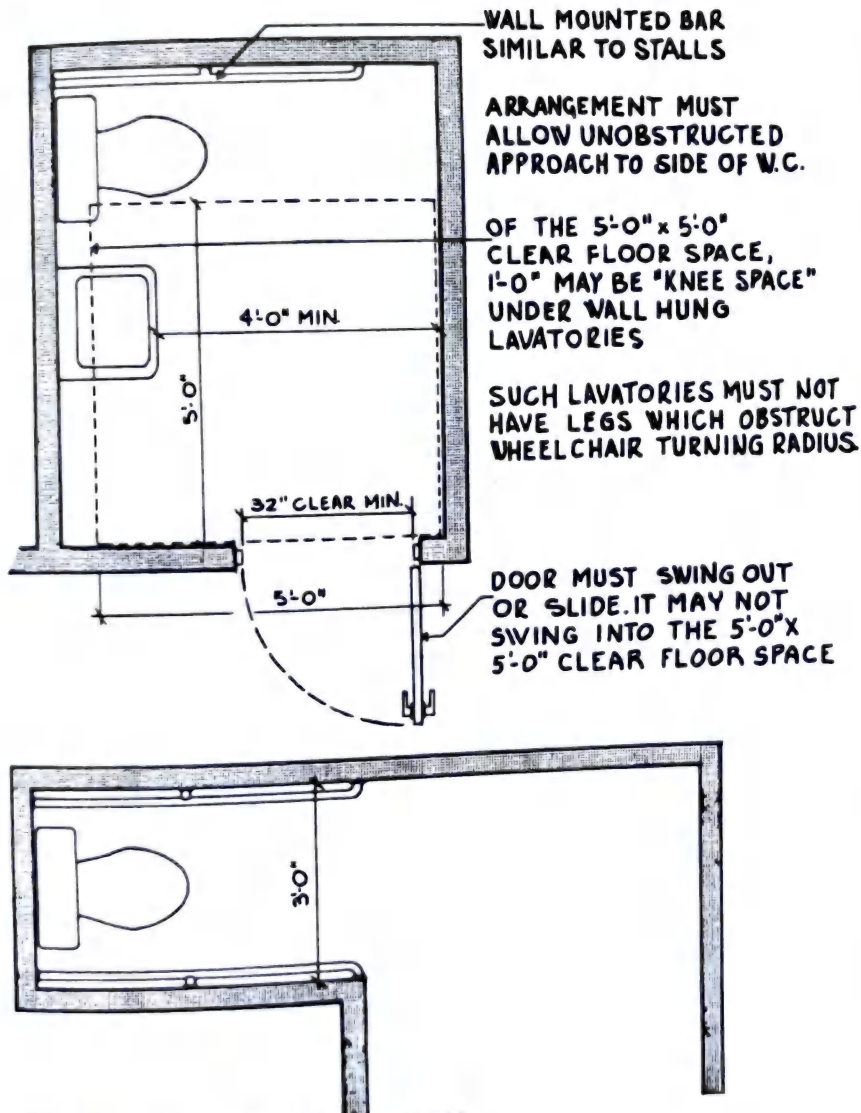 WALL MOUNTED BAR
SIMILAR TO STALLS
ARRANGEMENT MUST
ALLOW UNOBSTRUCTED
APPROACH TO SIDE OF W.C.
OF THE 5'-0" x 5'-0"
CLEAR FLOOR SPACE,
1'-0" MAY BE "KNEE SPACE"
UNDER WALL HUNG
LAVATORIES
4'-0" MIN.
5'-0"
SUCH LAVATORIES MUST NOT
HAVE LEGS WHICH OBSTRUCT
WHEELCHAIR TURNING RADIUS.
32" CLEAR MIN.
5'-0"
DOOR MUST SWING OUT
OR SLIDE. IT MAY NOT
SWING INTO THE 5'-0" X
5'-0" CLEAR FLOOR SPACE
3'-0"